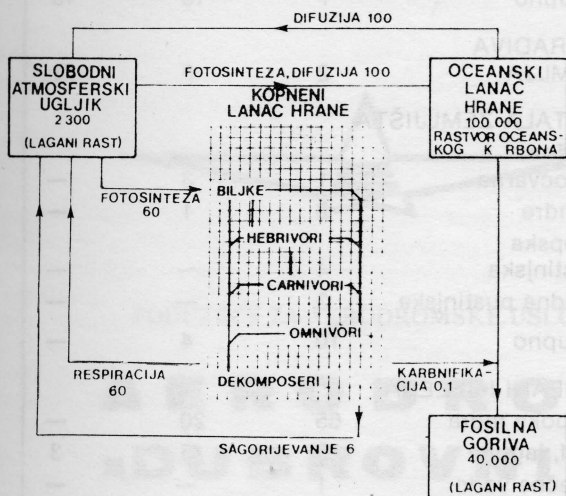 DIFUZIJA 100
SLOBODNI
ATMOSFERSKI
UGLJIK
2 300
(LAGANI RAST)
FOTOSINTEZA, DIFUZIJA 100
OCEANSKI
LANAC
HRANE
100 000
RASTVOR OCEANS-
KOG K RBONA
KOPNENI
LANAC HRANE
FOTOSINTEZA
60
BILJKE
HEBRIVORI
CARNIVORI
OMNIVORI
DEKOMPOSERI
RESPIRACIJA
60
KARBNIFIKA-
CIJA 0,1
SAGORIJEVANJE 6
FOSILNA
GORIVA
40,000
(LAGANI RAST)